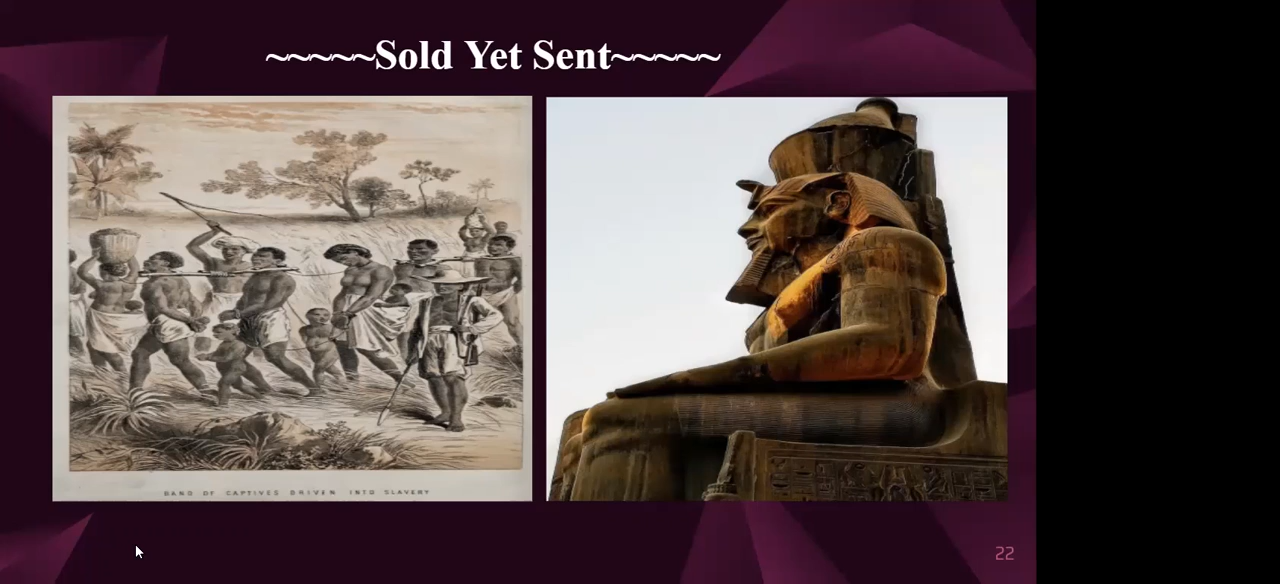 ~~~~~Sold Yet Sent~~~~~
BAND OF CAPTIVES DRIVEN INTO SLAVERY
22